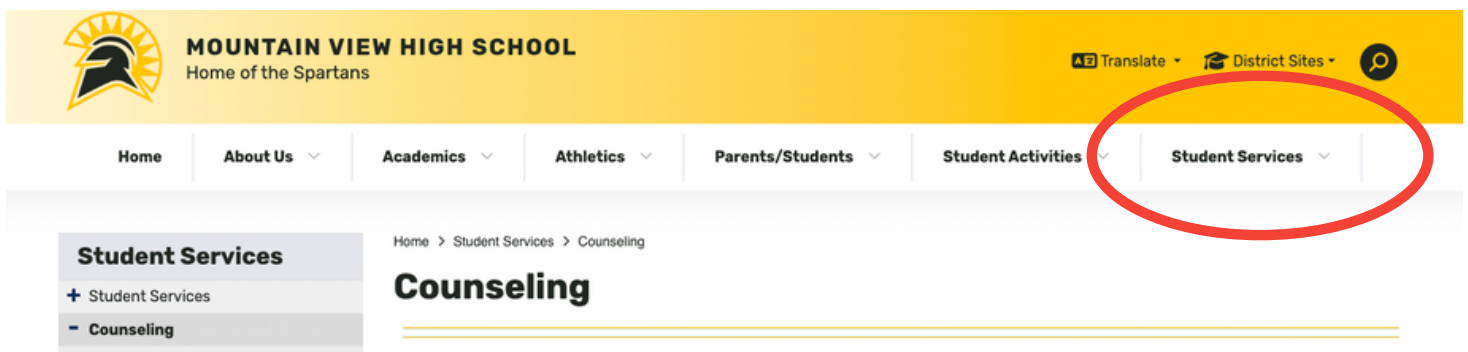 MOUNTAIN VIEW HIGH SCHOOL
Home of the Spartans
Translate
District Sites
Home
About Us
Academics
Athletics
Parents/Students
Student Activities
Student Services
Student Services
+ Student Services
- Counseling
Home > Student Services > Counseling
Counseling